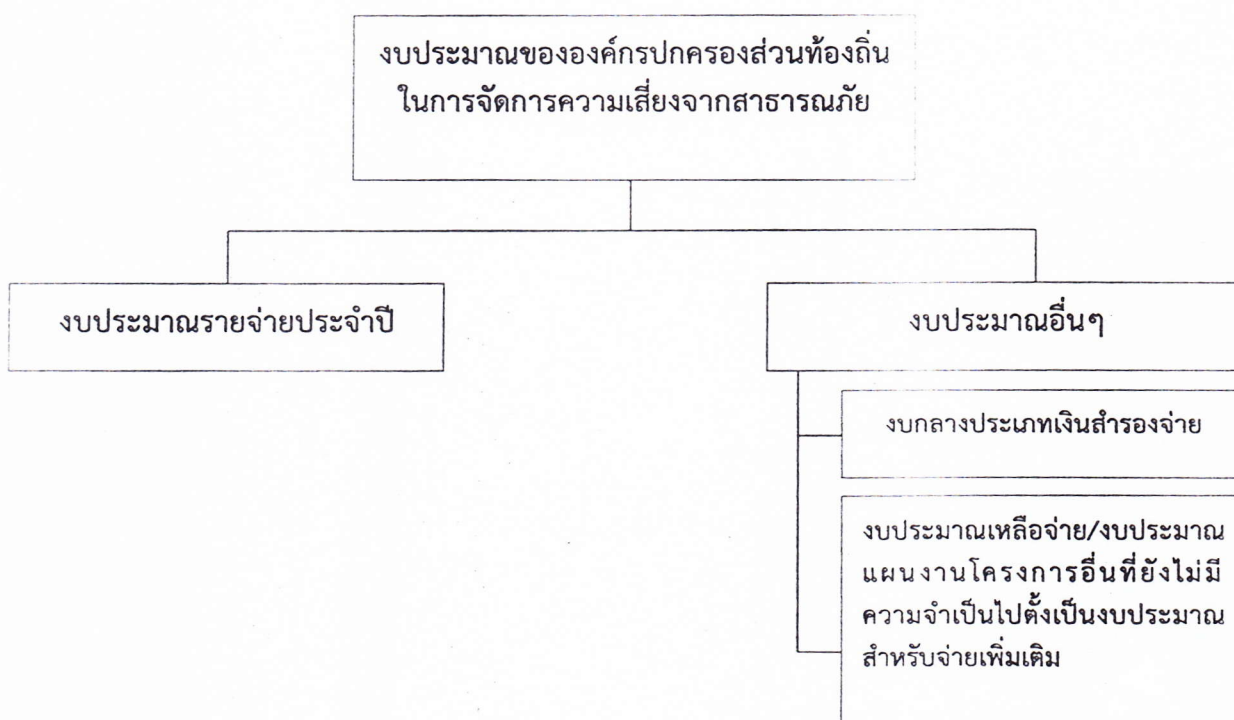 งบประมาณขององค์กรปกครองส่วนท้องถิ่น
ในการจัดการความเสี่ยงจากสาธารณภัย
งบประมาณรายจ่ายประจำปี
งบประมาณอื่นๆ
งบกลางประเภทเงินสำรองจ่าย
งบประมาณเหลือจ่าย/งบประมาณ
แผนงานโครงการอื่นที่ยังไม่มี
ความจำเป็นไปตั้งเป็นงบประมาณ
สำหรับจ่ายเพิ่มเติม